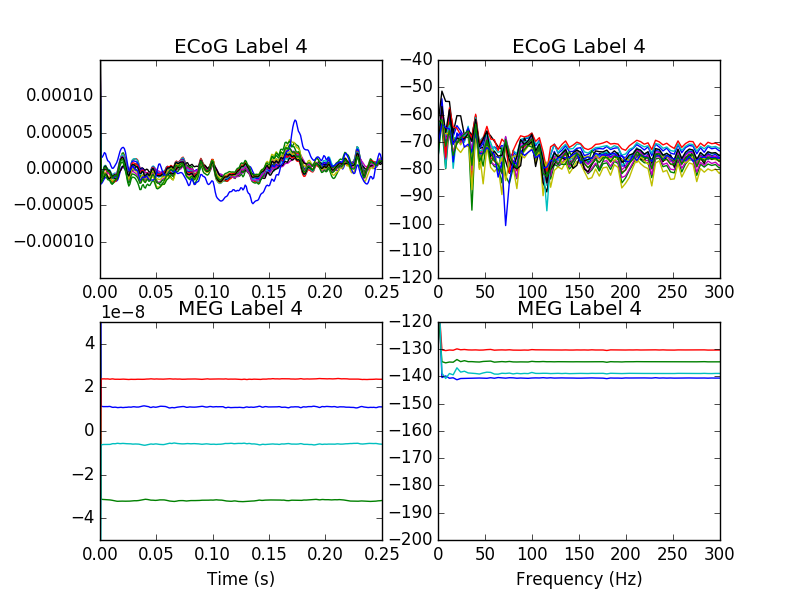 ECoG Label 4
0.00010
0.00005
0.00000
−0.00005
−0.00010
0.00 0.05 0.10 0.15 0.20 0.25
ECoG Label 4
−40
−50
−60
−70
−80
−90
−100
−110
−120
0 50 100 150 200 250 300
MEG Label 4
1e−8
4
2
0
−2
−4
0.00 0.05 0.10 0.15 0.20 0.25
Time (s)
MEG Label 4
−120
−130
−140
−150
−160
−170
−180
−190
−200
0 50 100 150 200 250 300
Frequency (Hz)